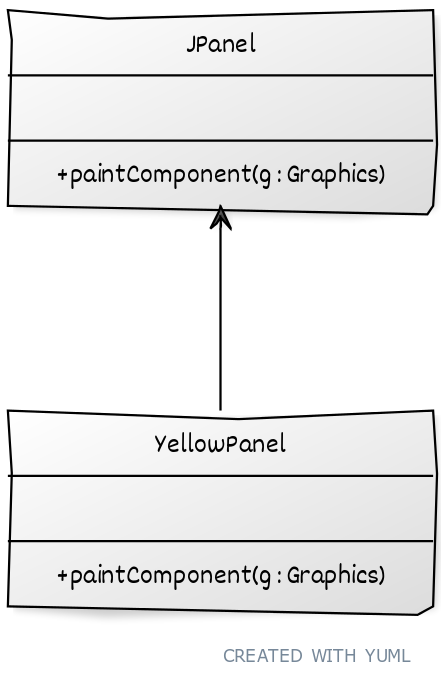 JPanel
+paintComponent(g : Graphics)
YellowPanel
+paintComponent(g : Graphics)
CREATED WITH YUML